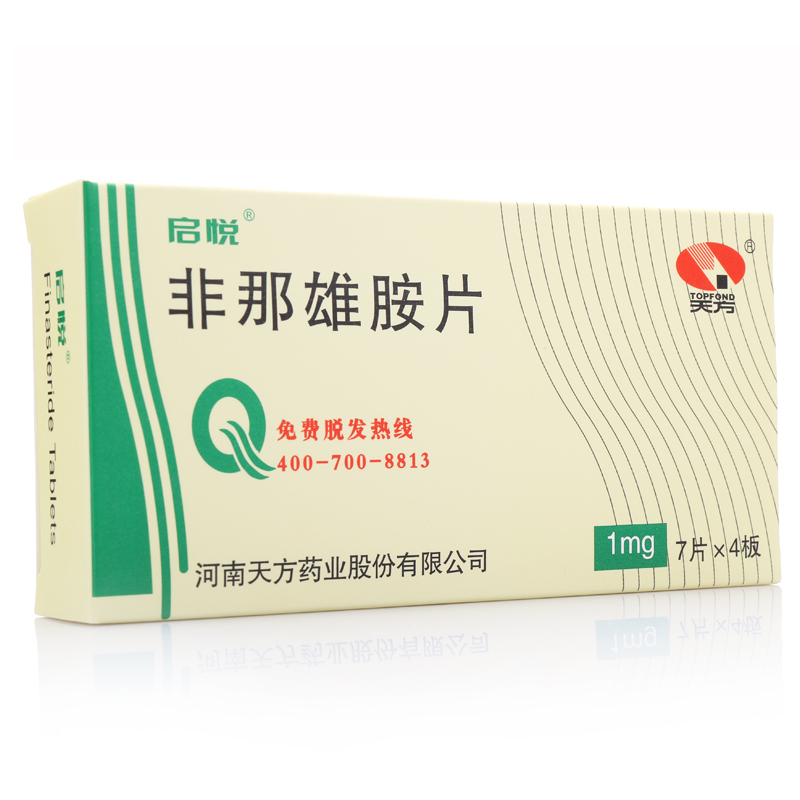 启悦®
Finasteride Tablets
启悦®
非那雄胺片
®
TOPFOND
天方
免费脱发热线
400-700-8813
1mg
7片×4板
河南天方药业股份有限公司